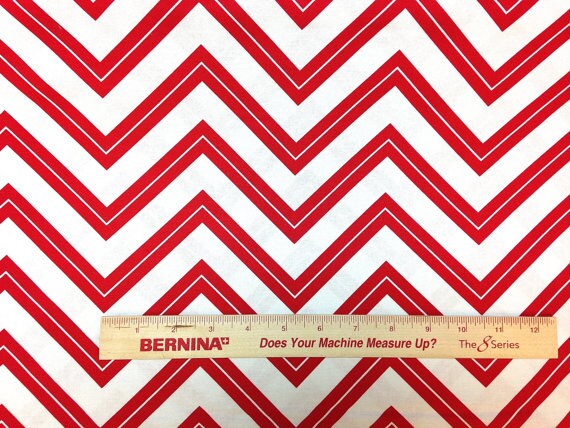 1 2 3 4 5 6 7 8 9 10 11 12
BERNINA+ Does Your Machine Measure Up? The 8 Series